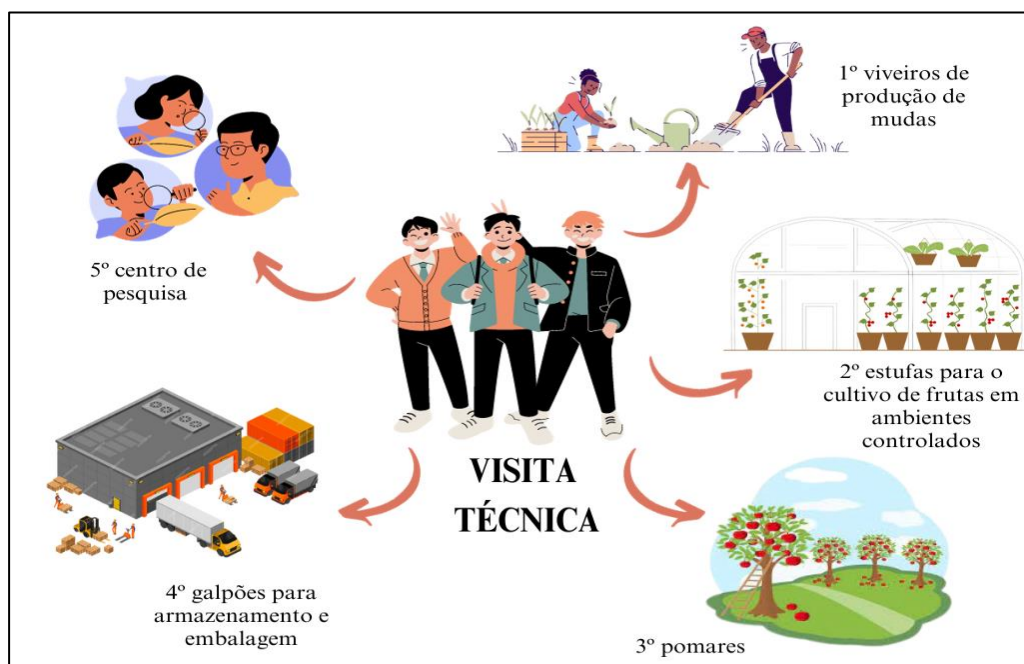 1º viveiros de
produção de
mudas
2º estufas para o
cultivo de frutas em
ambientes
controlados
3º pomares
4º galpões para
armazenamento e
embalagem
5º centro de
pesquisa
VISITA
TÉCNICA